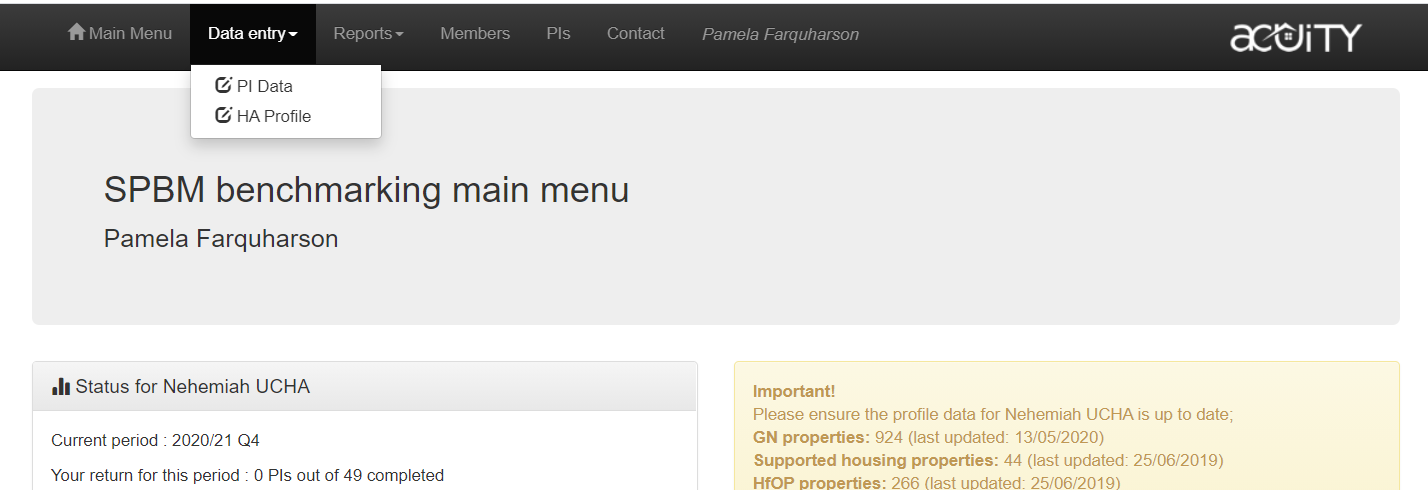 Main Menu Data entry Reports Members PIs Contact Pamela Farquharson acuity
PI Data
HA Profile
SPBM benchmarking main menu
Pamela Farquharson
Status for Nehemiah UCHA
Current period : 2020/21 Q4
Your return for this period : 0 PIs out of 49 completed
Important!
Please ensure the profile data for Nehemiah UCHA is up to date;
GN properties: 924 (last updated: 13/05/2020)
Supported housing properties: 44 (last updated: 25/06/2019)
HfOP properties: 266 (last updated: 25/06/2019)